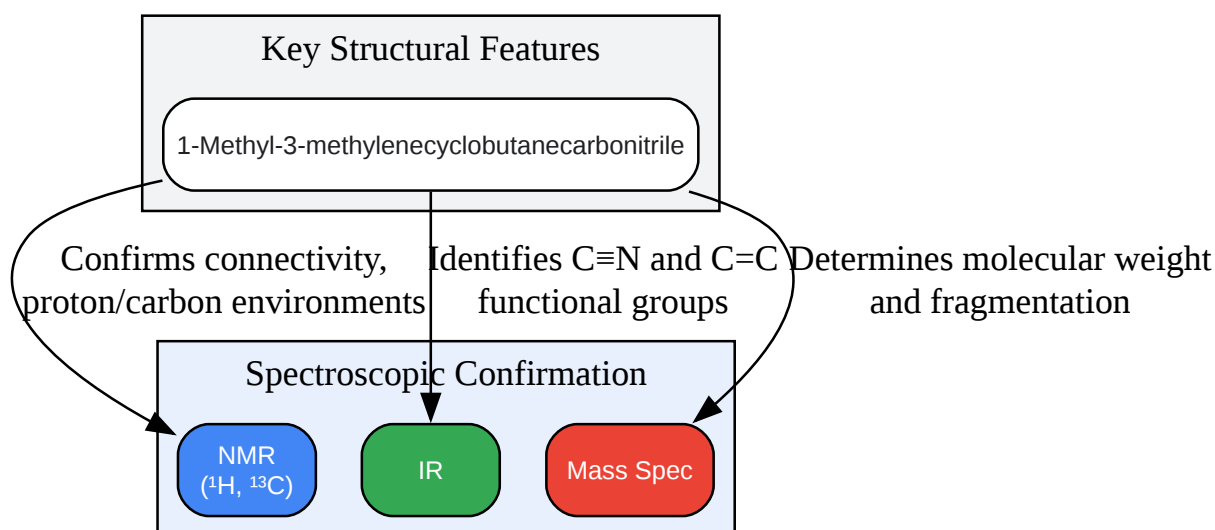 Key Structural Features
1-Methyl-3-methylenecyclobutanecarbonitrile
Confirms connectivity,
proton/carbon environments
Identifies C≡N and C=C
functional groups
Determines molecular weight
and fragmentation
Spectroscopic Confirmation
NMR
(¹H, ¹³C)
IR
Mass Spec